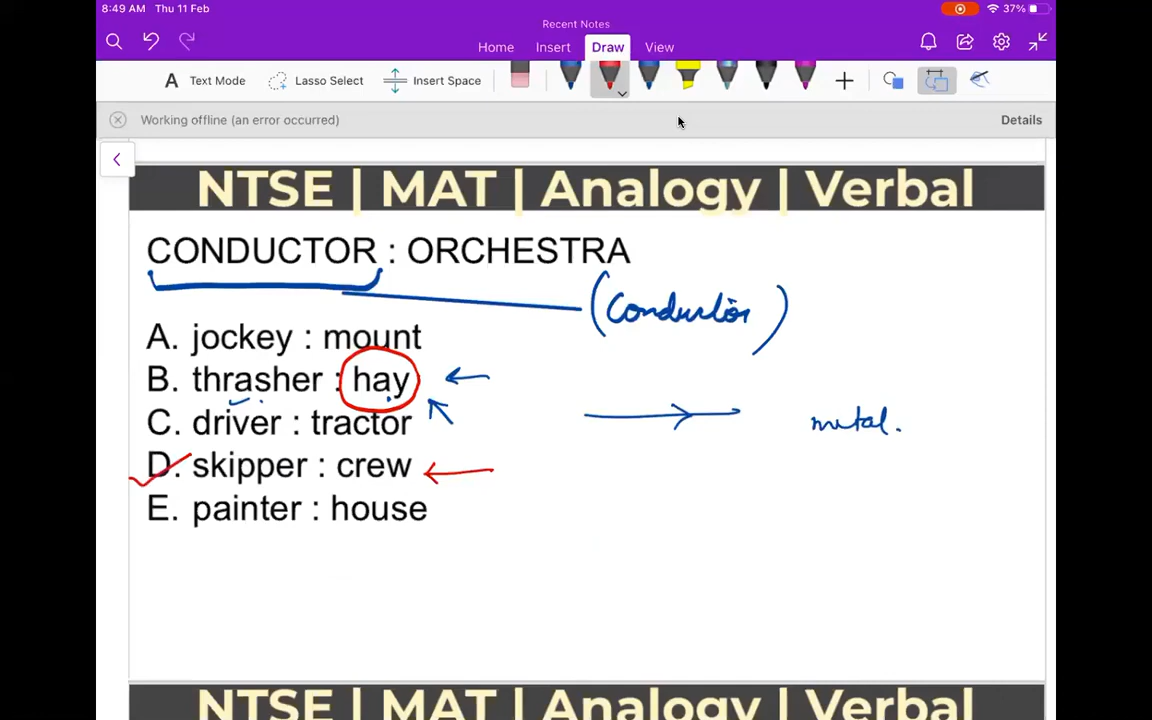 8:49 AM Thu 11 Feb
37%
Recent Notes
Home Insert Draw View
A Text Mode Lasso Select Insert Space
Working offline (an error occurred) Details
NTSE | MAT | Analogy | Verbal
CONDUCTOR : ORCHESTRA
(Conduction)
A. jockey : mount
B. thrasher : hay
C. driver : tractor
metal.
D. skipper : crew
E. painter : house
NTSE | MAT | Analogy | Verbal